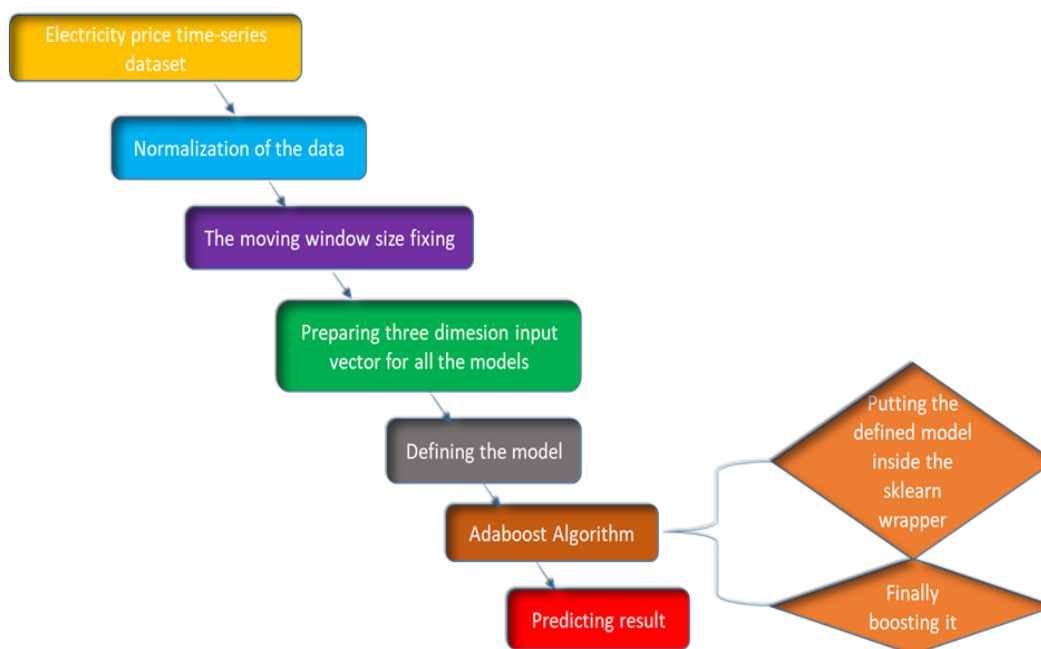 Electricity price time-series
dataset
Normalization of the data
The moving window size fixing
Preparing three dimesion input
vector for all the models
Defining the model
Adaboost Algorithm
Predicting result
Putting the
defined model
inside the
sklearn
wrapper
Finally
boosting it